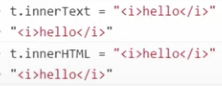 t.innerText = "<i>hello</i>"
"<i>hello</i>"
t.innerHTML = "<i>hello</i>"
"<i>hello</i>"